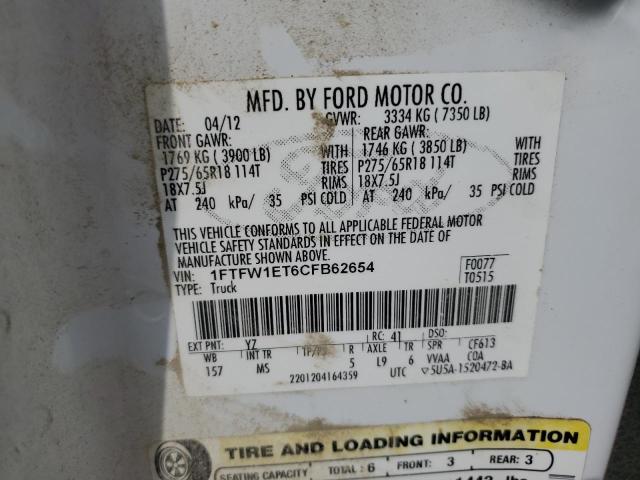 MFD. BY FORD MOTOR CO.
DATE: 04/12 GVWR: 3334 KG (7350 LB)
FRONT GAWR: REAR GAWR:
1769 KG (3900 LB) WITH 1746 KG (3850 LB) WITH
P275/65R18 114T TIRES P275/65R18 114T TIRES
18X7.5J RIMS 18X7.5J RIMS
AT 240 kPa/ 35 PSI COLD AT 240 kPa/ 35 PSI COLD
THIS VEHICLE CONFORMS TO ALL APPLICABLE FEDERAL MOTOR
VEHICLE SAFETY STANDARDS IN EFFECT ON THE DATE OF
MANUFACTURE SHOWN ABOVE.
VIN: 1FTFW1ET6CFB62654 F0077
TYPE: Truck T0515
EXT PNT: YZ RC: 41 DSO:
WB INT TR R AXLE TR SPR CF613
157 MS 5 L9 6 VVAA COA
2201204164359 UTC 5U5A-1520472-BA
TIRE AND LOADING INFORMATION
SEATING CAPACITY TOTAL: 6 FRONT: 3 REAR: 3